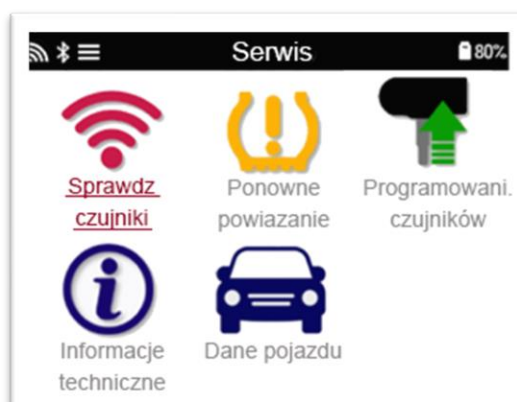 Serwis 80%
Sprawdz Ponowne Programowani.
czujniki powiazanie czujników
Informacje Dane pojazdu
techniczne